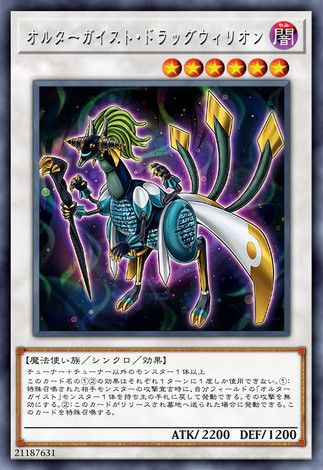 オルターガイスト・ドラッグウィリオン
やみ
闇
【魔法使い族/シンクロ/効果】
チューナー+チューナー以外のモンスター1体以上
このカード名の①②の効果はそれぞれ1ターンに1度しか使用できない。①:
特殊召喚された相手モンスターの攻撃宣言時に、自分フィールドの「オルター
ガイスト」モンスター1体を持ち主の手札に戻して発動できる。その攻撃を無
効にする。②:このカードがリリースされ墓地へ送られた場合に発動できる。こ
のカードを特殊召喚する。
ATK/ 2200 DEF/1200
21187631